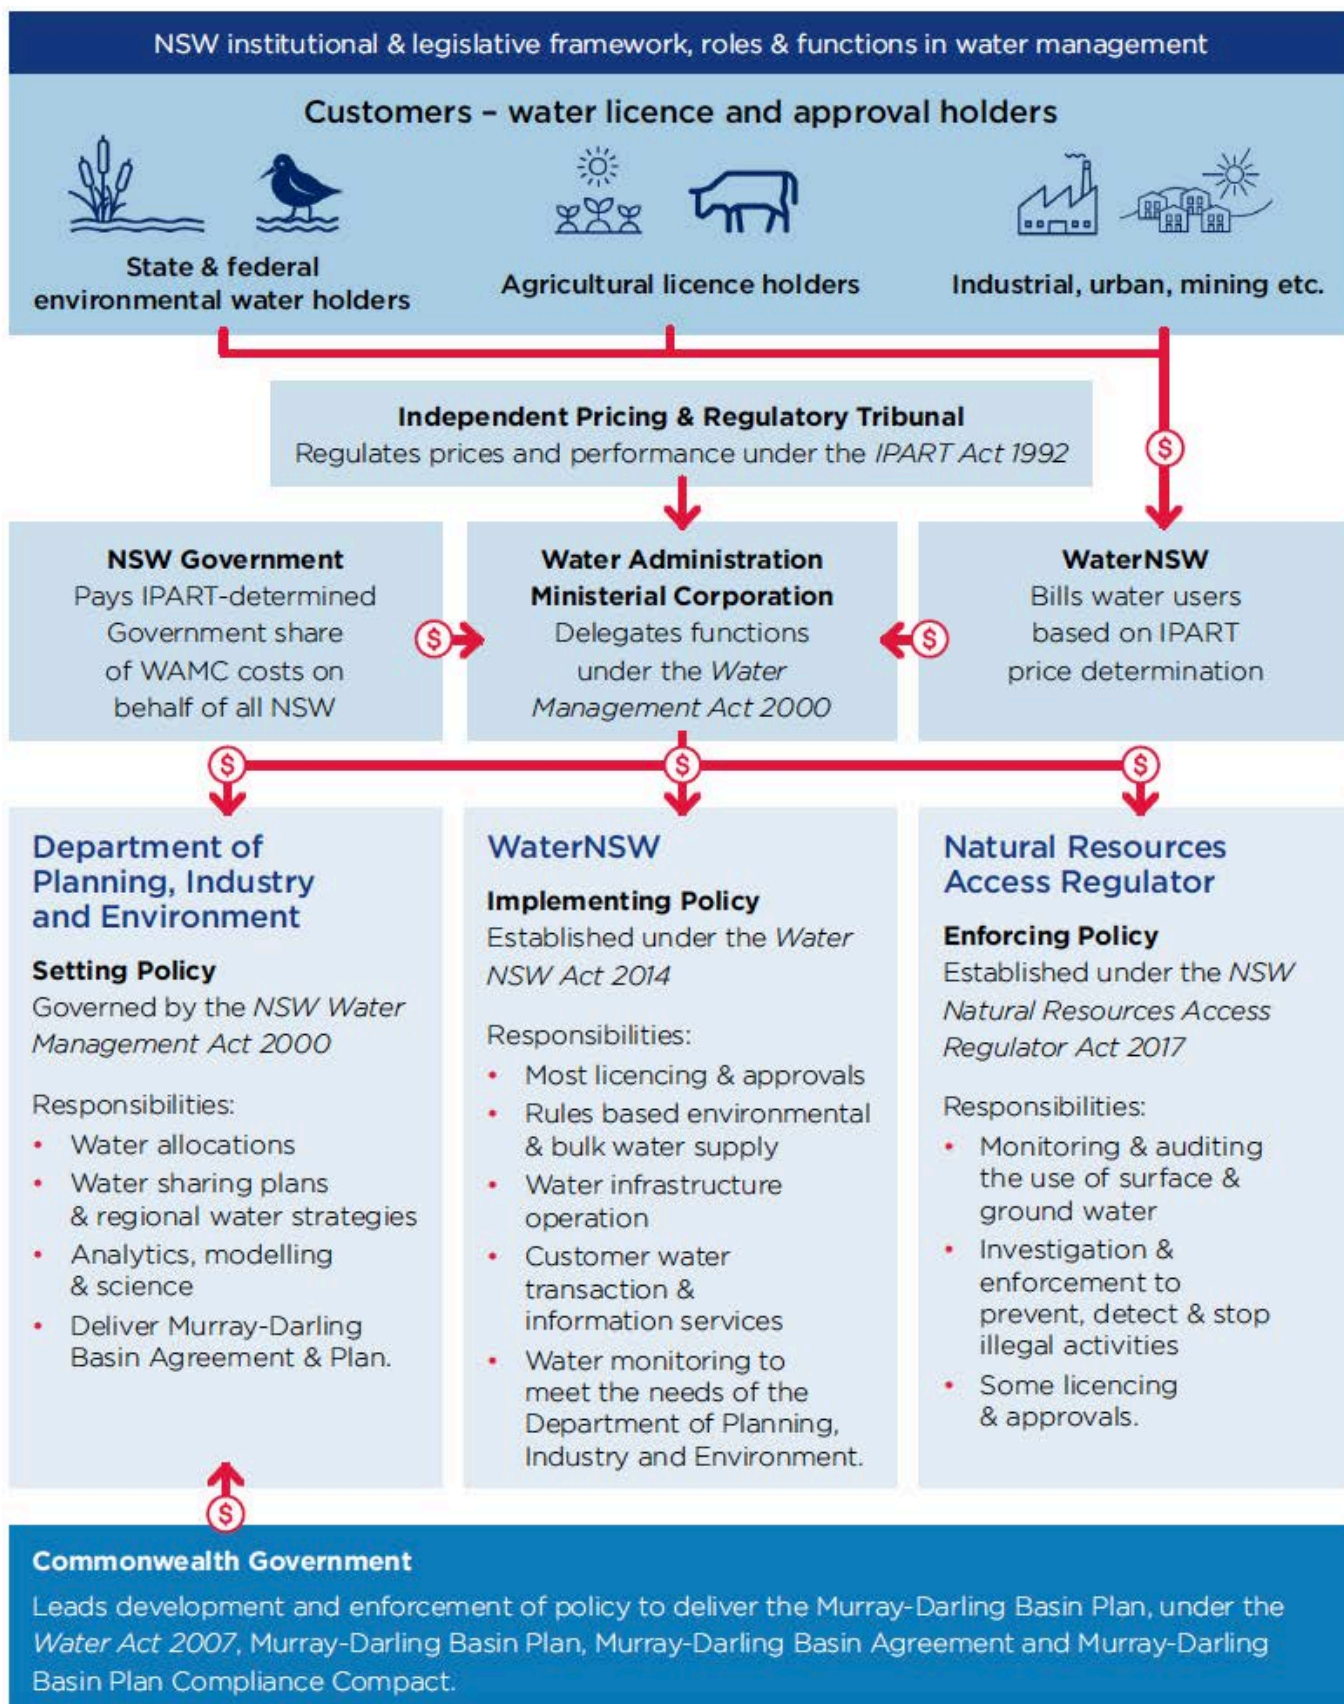 NSW institutional & legislative framework, roles & functions in water management
Customers – water licence and approval holders
State & federal
environmental water holders
Agricultural licence holders
Industrial, urban, mining etc.
Independent Pricing & Regulatory Tribunal
Regulates prices and performance under the IPART Act 1992
$
NSW Government
Pays IPART-determined
Government share
of WAMC costs on
behalf of all NSW
$
Water Administration
Ministerial Corporation
Delegates functions
under the Water
Management Act 2000
$
WaterNSW
Bills water users
based on IPART
price determination
$
$
$
Department of
Planning, Industry
and Environment
Setting Policy
Governed by the NSW Water
Management Act 2000
Responsibilities:
• Water allocations
• Water sharing plans
& regional water strategies
• Analytics, modelling
& science
• Deliver Murray-Darling
Basin Agreement & Plan.
WaterNSW
Implementing Policy
Established under the Water
NSW Act 2014
Responsibilities:
• Most licencing & approvals
• Rules based environmental
& bulk water supply
• Water infrastructure
operation
• Customer water
transaction &
information services
• Water monitoring to
meet the needs of the
Department of Planning,
Industry and Environment.
Natural Resources
Access Regulator
Enforcing Policy
Established under the NSW
Natural Resources Access
Regulator Act 2017
Responsibilities:
• Monitoring & auditing
the use of surface &
ground water
• Investigation &
enforcement to
prevent, detect & stop
illegal activities
• Some licencing
& approvals.
$
Commonwealth Government
Leads development and enforcement of policy to deliver the Murray-Darling Basin Plan, under the
Water Act 2007, Murray-Darling Basin Plan, Murray-Darling Basin Agreement and Murray-Darling
Basin Plan Compliance Compact.